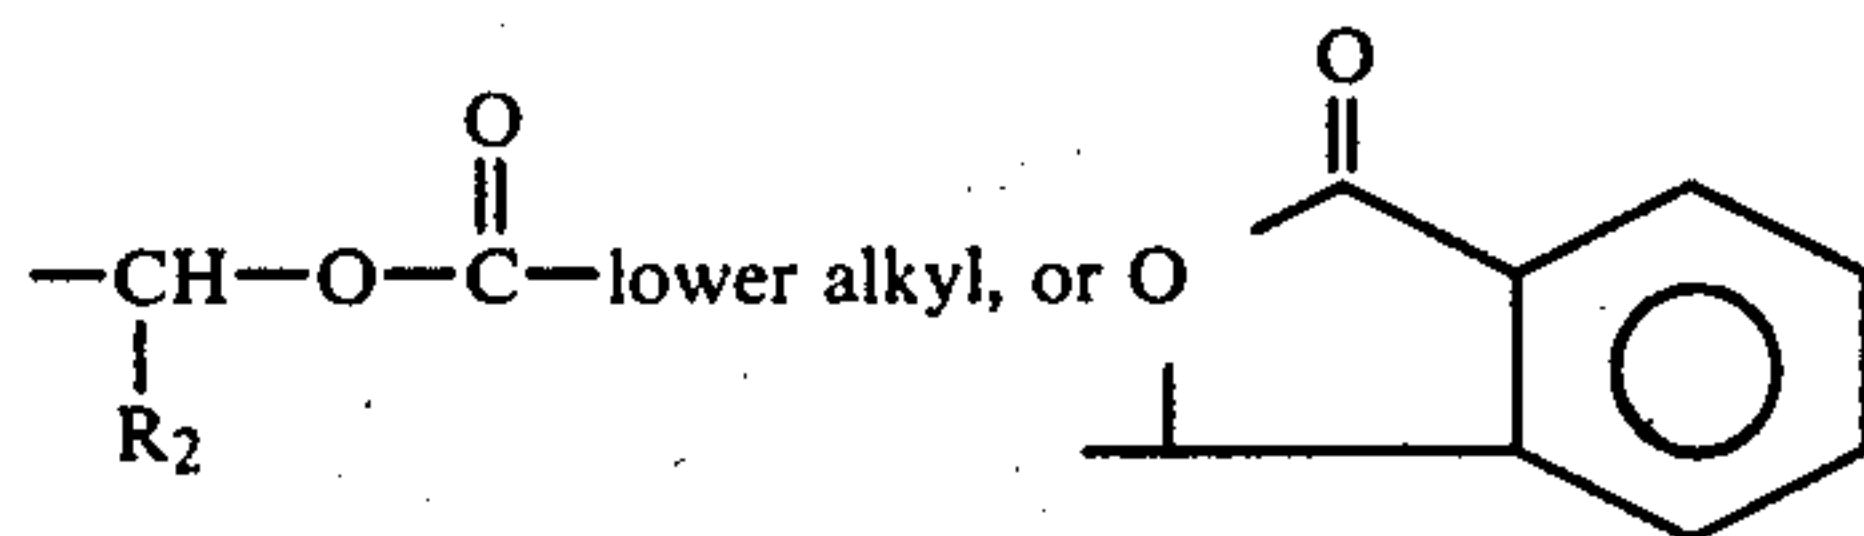 O
O
—CH—O—C—lower alkyl, or O
R₂